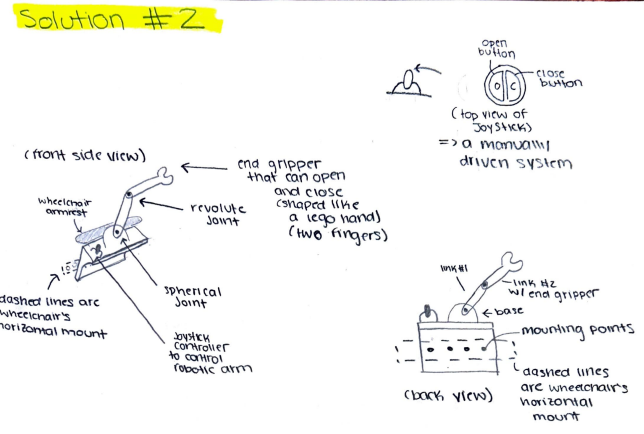 Solution #2
open
button
close
button
O
C
(top view of
joystick)
=> a manually
driven system
(front side view)
end gripper
that can open
and close
(shaped like
a lego hand)
(two fingers)
wheelchair
armrest
revolute
joint
spherical
joint
dashed lines are
wheelchair's
horizontal mount
joystick
controller
to control
robotic arm
link #1
link #2
w/ end gripper
base
mounting points
dashed lines
are wheelchair's
horizontal
mount
(back view)